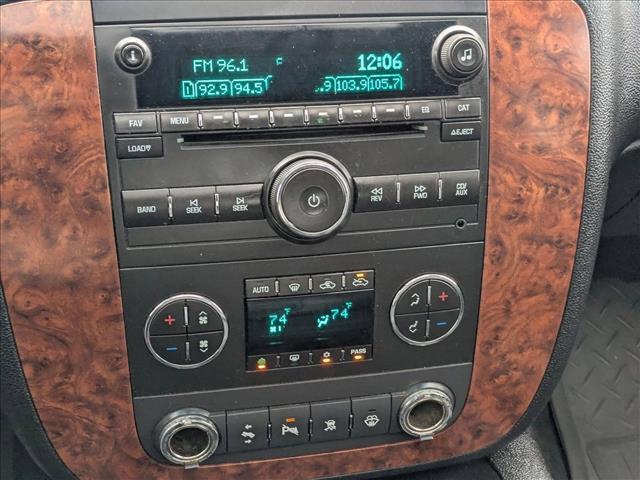 FM 96.1 12:06
1 92.9 94.5 .9 103.9 105.7
FAV MENU EQ CAT
LOAD EJECT
BAND SEEK SEEK REV FWD CD/AUX
AUTO
74 °F 74 °F
PASS